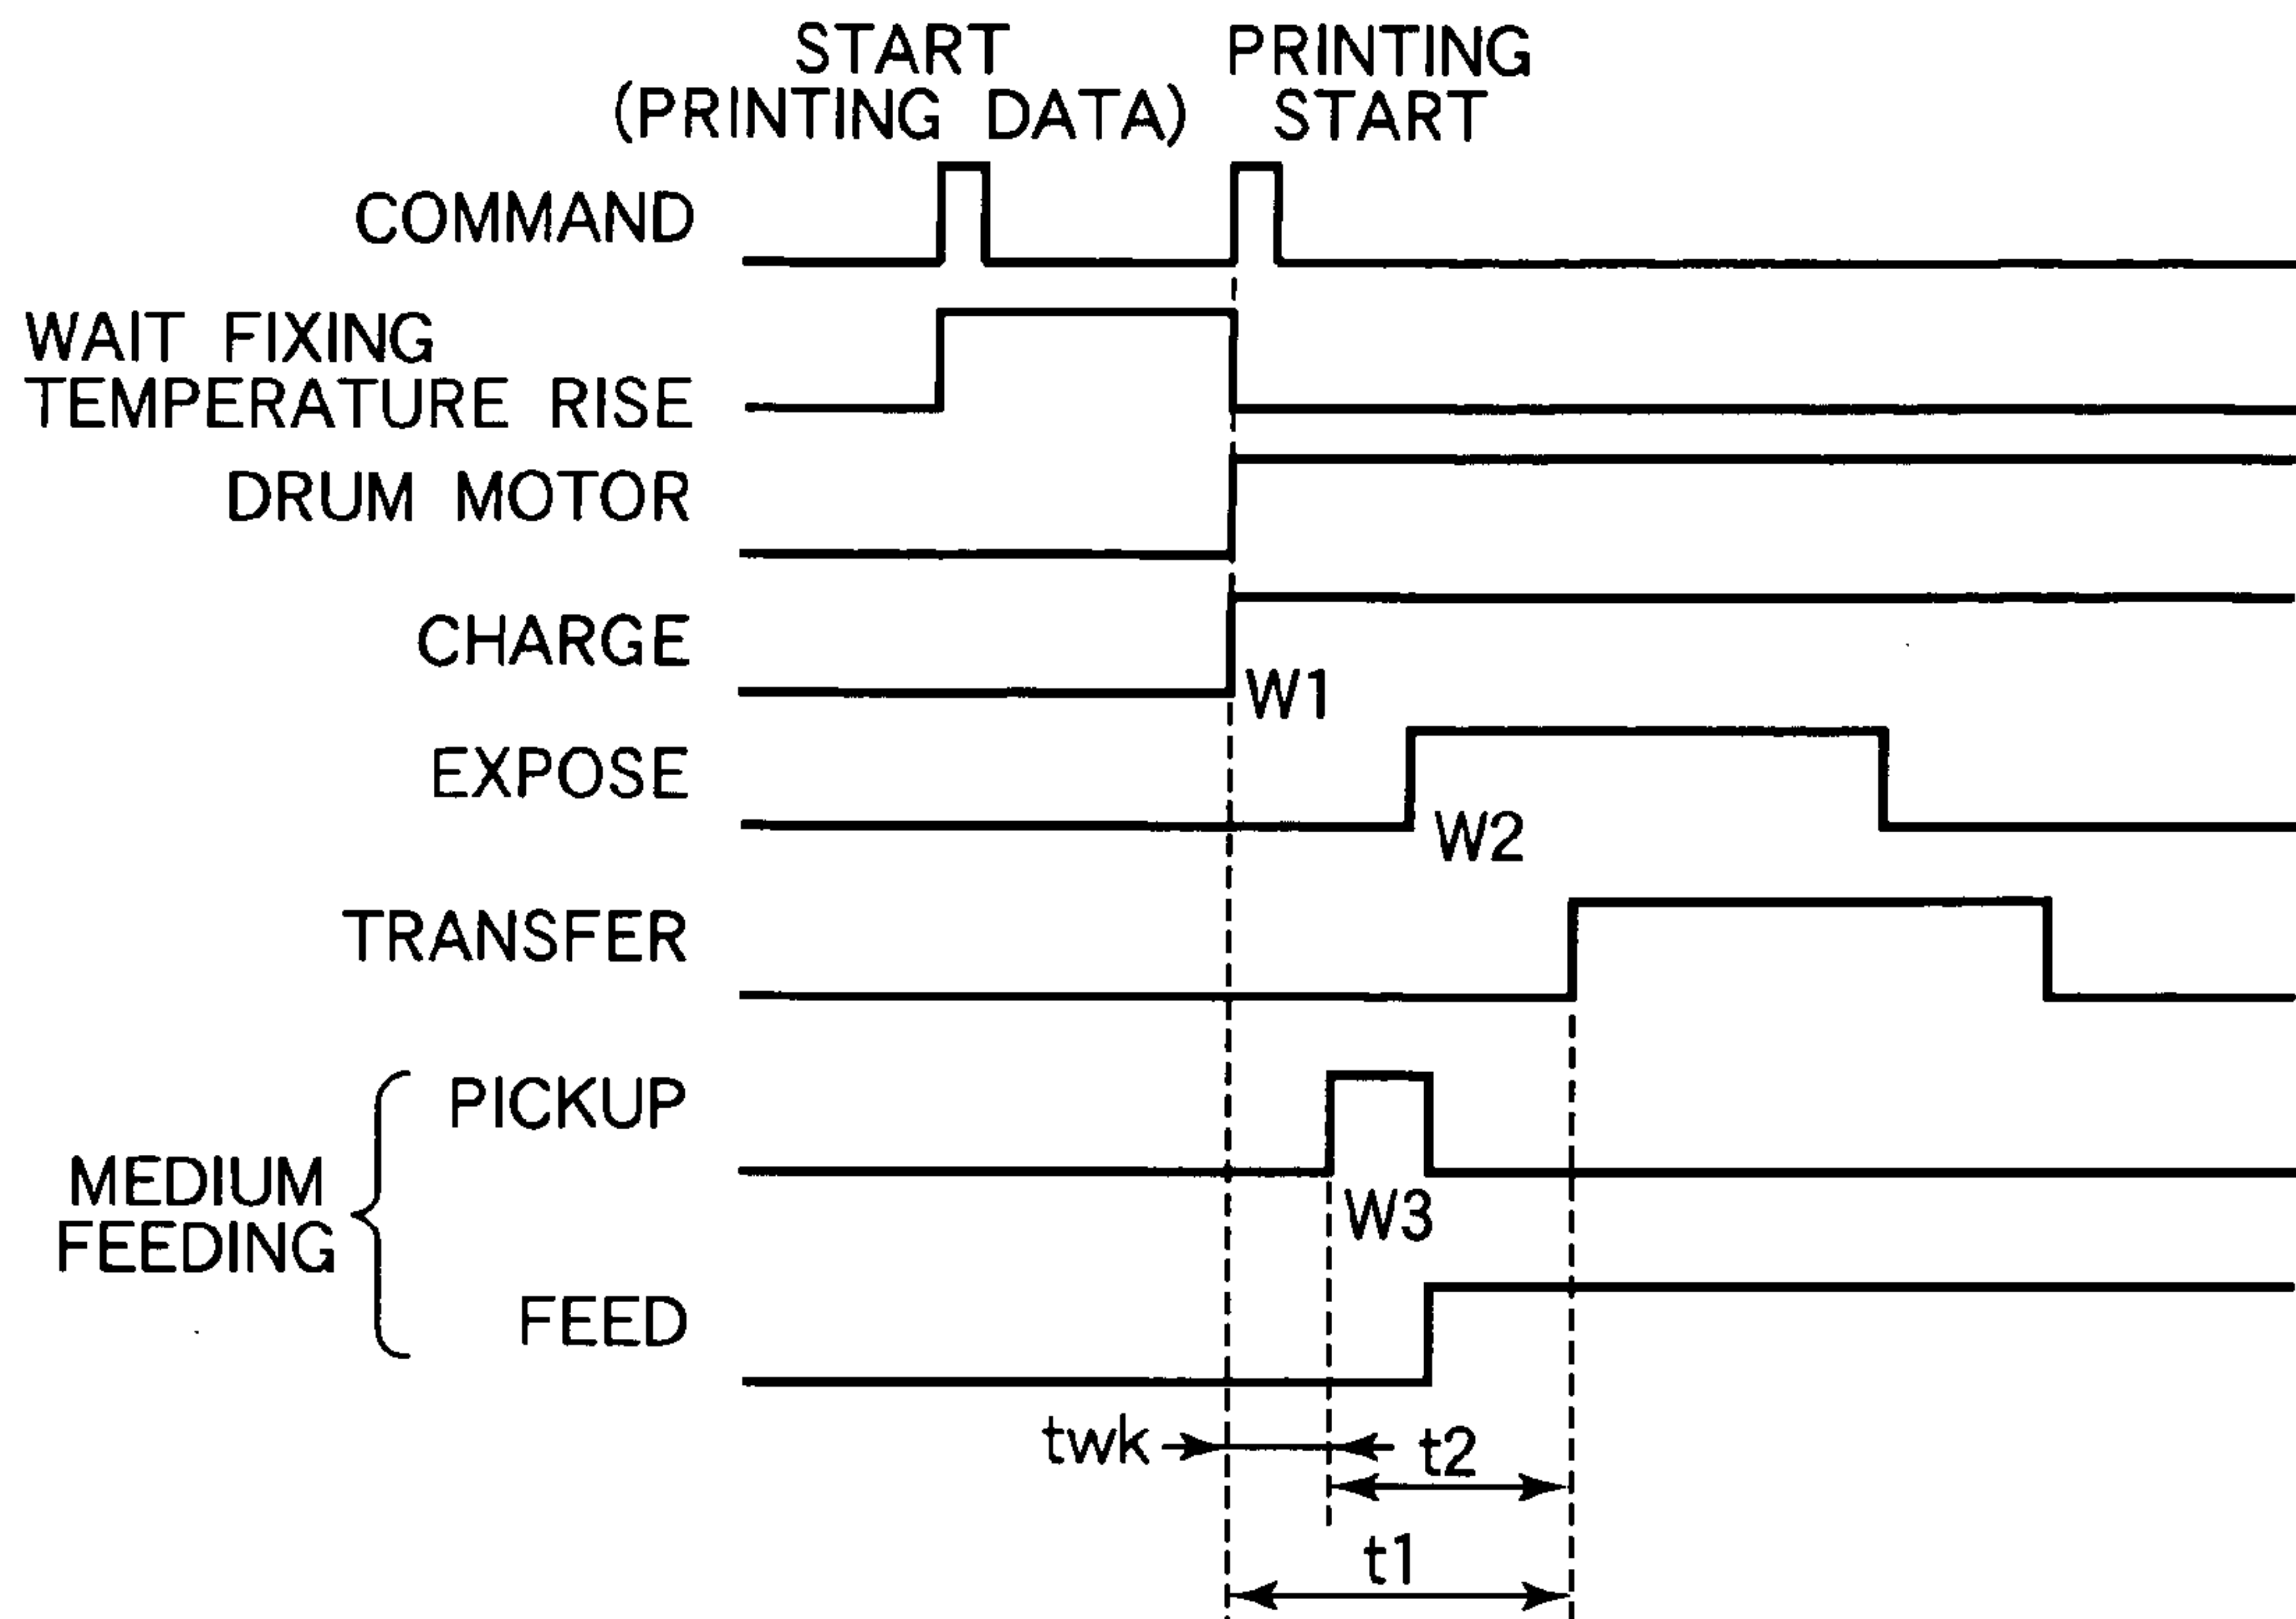 START
(PRINTING DATA)
PRINTING
START
COMMAND
WAIT FIXING
TEMPERATURE RISE
DRUM MOTOR
CHARGE
W1
EXPOSE
W2
TRANSFER
PICKUP
MEDIUM
FEEDING
W3
FEED
twk
t2
t1